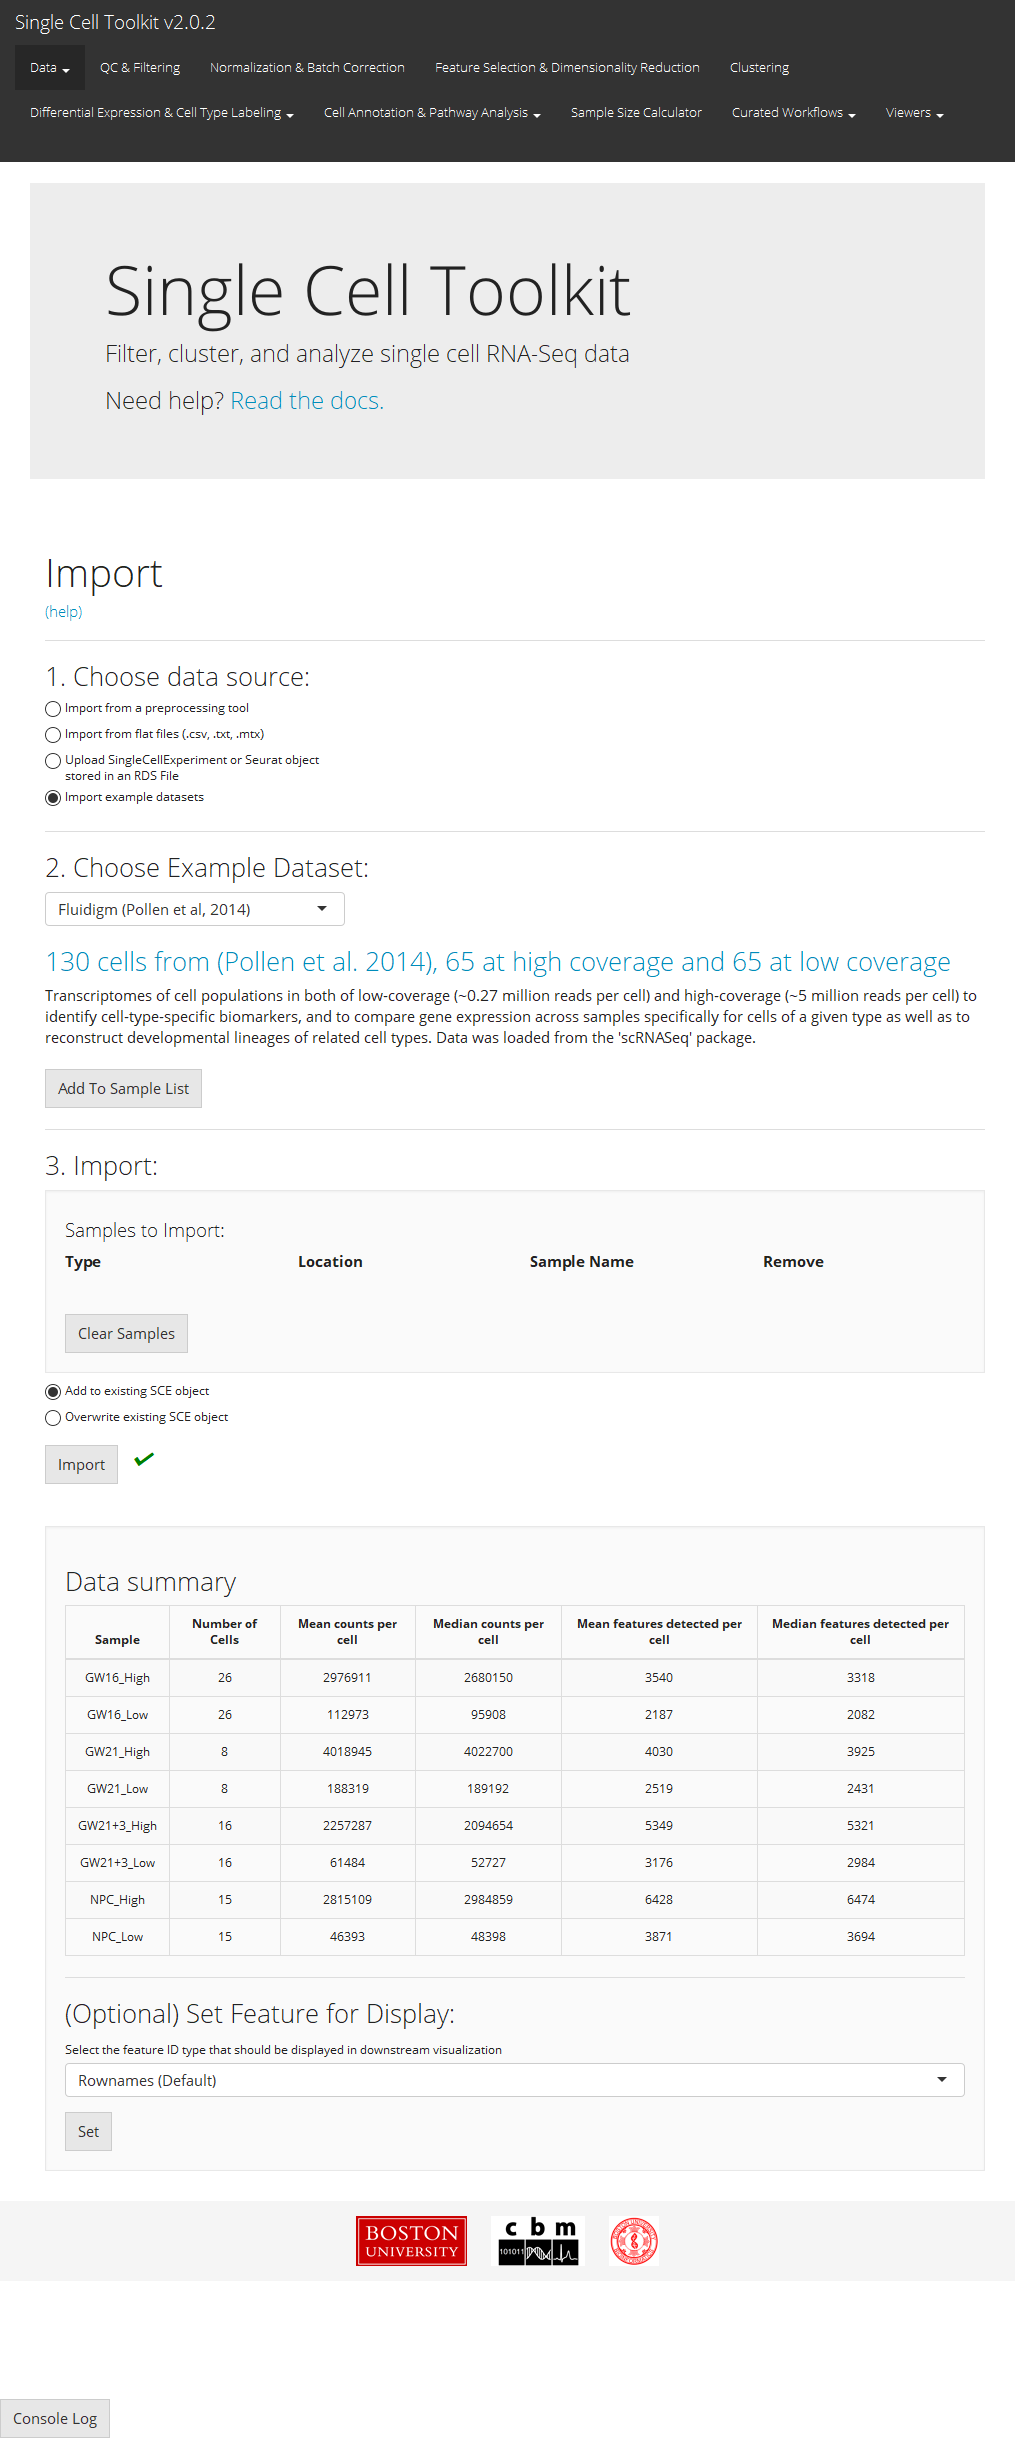 Single Cell Toolkit v2.0.2
Data
QC & Filtering
Normalization & Batch Correction
Feature Selection & Dimensionality Reduction
Clustering
Differential Expression & Cell Type Labeling
Cell Annotation & Pathway Analysis
Sample Size Calculator
Curated Workflows
Viewers
Single Cell Toolkit
Filter, cluster, and analyze single cell RNA-Seq data
Need help? Read the docs.
Import
(help)
1. Choose data source:
Import from a preprocessing tool
Import from flat files (.csv, .txt, .mtx)
Upload SingleCellExperiment or Seurat object
stored in an RDS File
Import example datasets
2. Choose Example Dataset:
Fluidigm (Pollen et al, 2014)
130 cells from (Pollen et al. 2014), 65 at high coverage and 65 at low coverage
Transcriptomes of cell populations in both of low-coverage (~0.27 million reads per cell) and high-coverage (~5 million reads per cell) to
identify cell-type-specific biomarkers, and to compare gene expression across samples specifically for cells of a given type as well as to
reconstruct developmental lineages of related cell types. Data was loaded from the 'scRNASeq' package.
Add To Sample List
3. Import:
Samples to Import:
Type Location Sample Name Remove
Clear Samples
Add to existing SCE object
Overwrite existing SCE object
Import
Data summary
Sample Number of Cells Mean counts per cell Median counts per cell Mean features detected per cell Median features detected per cell
GW16_High 26 2976911 2680150 3540 3318
GW16_Low 26 112973 95908 2187 2082
GW21_High 8 4018945 4022700 4030 3925
GW21_Low 8 188319 189192 2519 2431
GW21+3_High 16 2257287 2094654 5349 5321
GW21+3_Low 16 61484 52727 3176 2984
NPC_High 15 2815109 2984859 6428 6474
NPC_Low 15 46393 48398 3871 3694
(Optional) Set Feature for Display:
Select the feature ID type that should be displayed in downstream visualization
Rownames (Default)
Set
BOSTON
UNIVERSITY
cbm
101011
Console Log